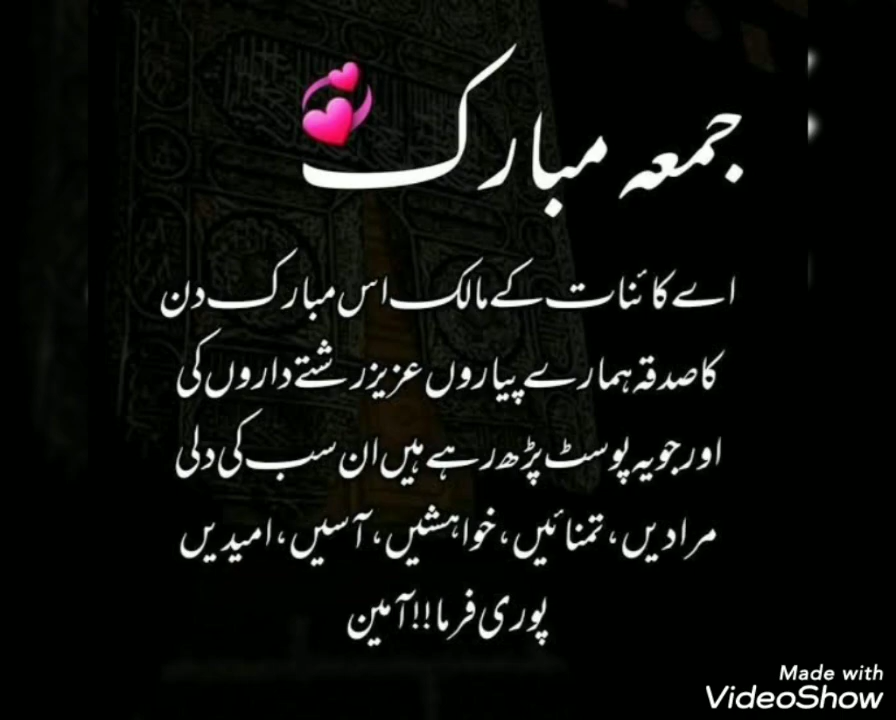 جمعہ مبارک 💞
اے کائنات کے مالک اس مبارک دن
کا صدقہ ہمارے پیاروں عزیز رشتے داروں کی
اور جو یہ پوسٹ پڑھ رہے ہیں ان سب کی دلی
مرادیں، تمنائیں، خواہشیں، آسیں، امیدیں
پوری فرما!! آمین
Made with
VideoShow